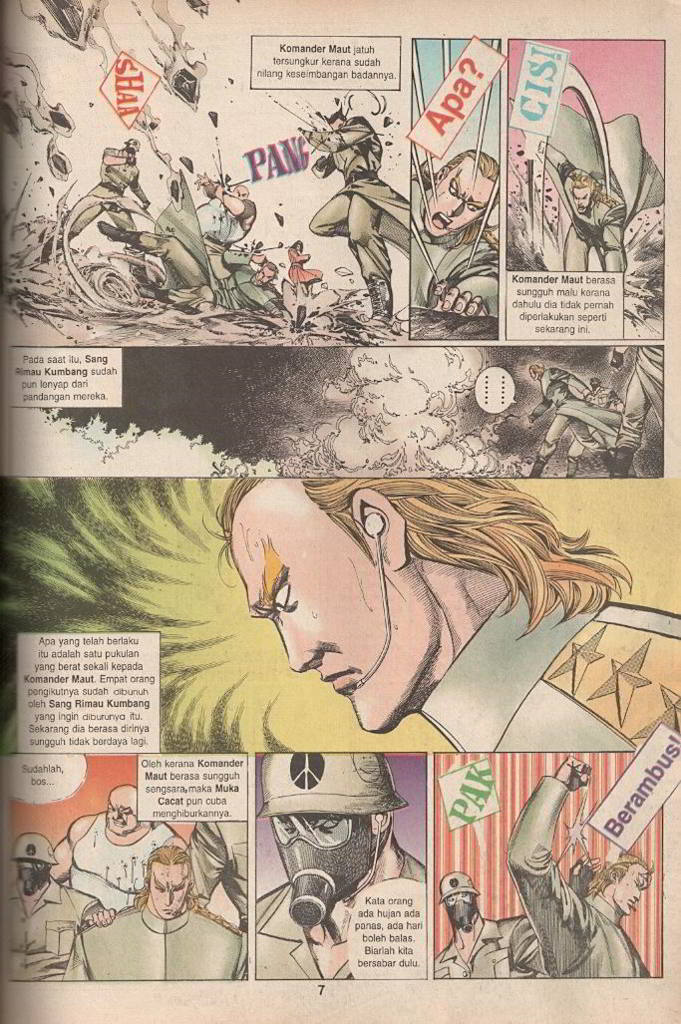 SHAA
Komander Maut jatuh
tersungkur kerana sudah
hilang keseimbangan badannya.
PANG
Apa?
CIS!
Komander Maut berasa
sungguh malu kerana
dahulu dia tidak pernah
diperlakukan seperti
sekarang ini.
Pada saat itu, Sang
Rimau Kumbang sudah
pun lenyap dari
pandangan mereka.
Apa yang telah berlaku
itu adalah satu pukulan
yang berat sekali kepada
Komander Maut. Empat orang
pengikutnya sudah dibunuh
oleh Sang Rimau Kumbang
yang ingin diburunya itu.
Sekarang dia berasa dirinya
sungguh tidak berdaya lagi.
Sudahlah,
bos...
Oleh kerana Komander
Maut berasa sungguh
sengsara, maka Muka
Cacat pun cuba
menghiburkannya.
Kata orang
ada hujan ada
panas, ada hari
boleh balas.
Biarlah kita
bersabar dulu.
PAK
Berambus!
7